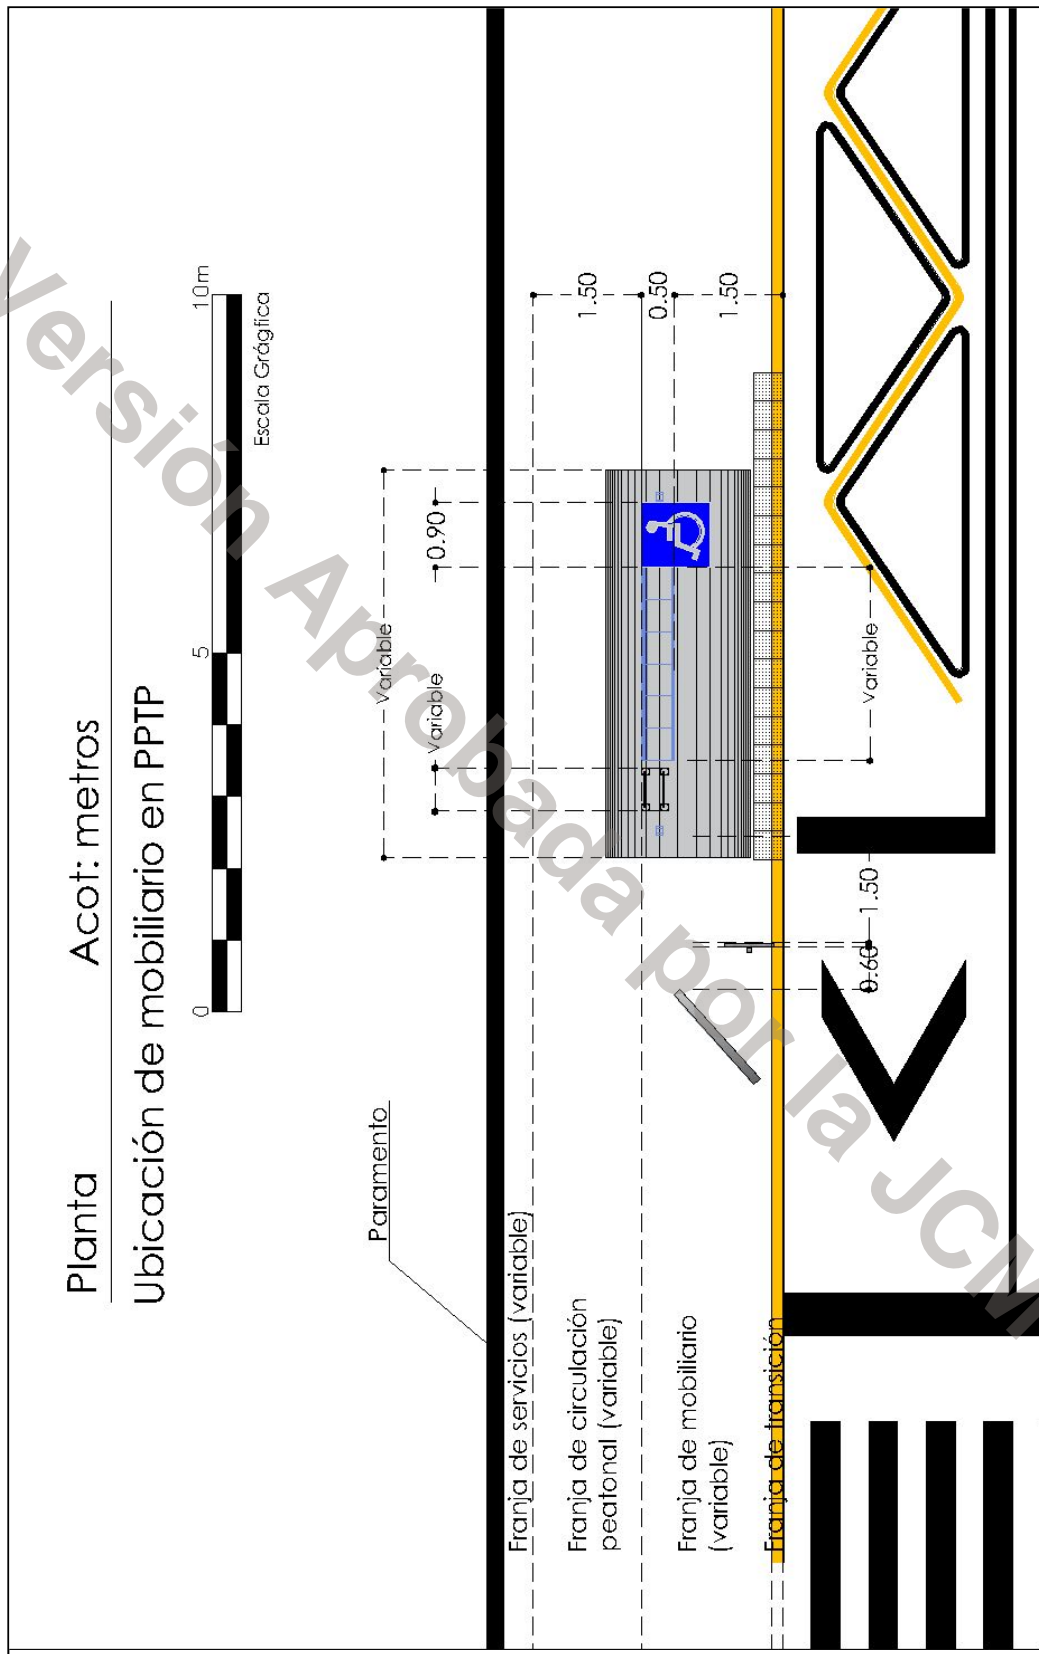 Planta
Acot: metros
Ubicación de mobiliario en PPTP
0
5
10m
Escala Grágfica
Paramento
Variable
Variable
0.90
1.50
0.50
1.50
Variable
0.60
1.50
Franja de servicios (variable)
Franja de circulación
peatonal (variable)
Franja de mobiliario
(variable)
Franja de transición
Versión Aprobada por la JCM